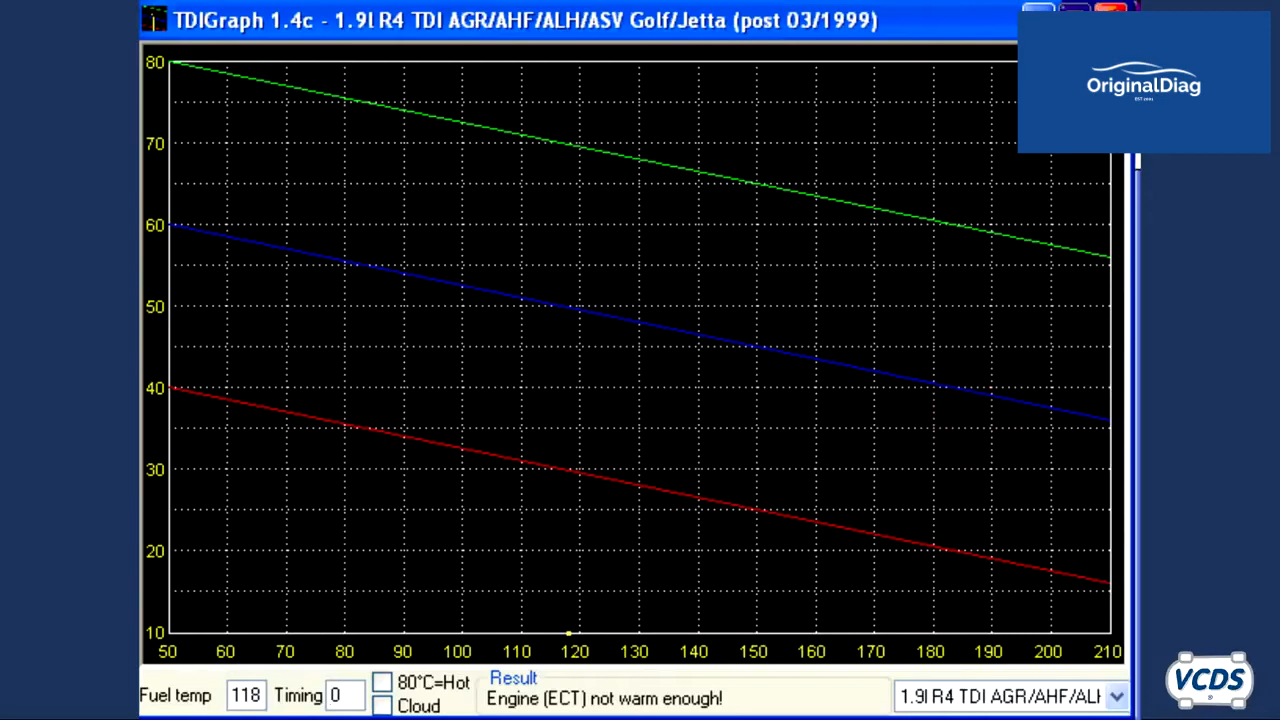 TDIGraph 1.4c - 1.9l R4 TDI AGR/AHF/ALH/ASV Golf/Jetta (post 03/1999)
OriginalDiag
80
70
60
50
40
30
20
10
50 60 70 80 90 100 110 120 130 140 150 160 170 180 190 200 210
Fuel temp 118 Timing 0
80°C=Hot
Cloud
Result
Engine (ECT) not warm enough!
1.9l R4 TDI AGR/AHF/AL
VCDS